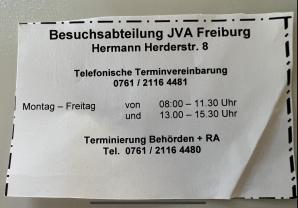 Besuchsabteilung JVA Freiburg
Hermann Herderstr. 8
Telefonische Terminvereinbarung
0761 / 2116 4481
Montag – Freitag von 08:00 – 11.30 Uhr
und 13.00 – 15.30 Uhr
Terminierung Behörden + RA
Tel. 0761 / 2116 4480